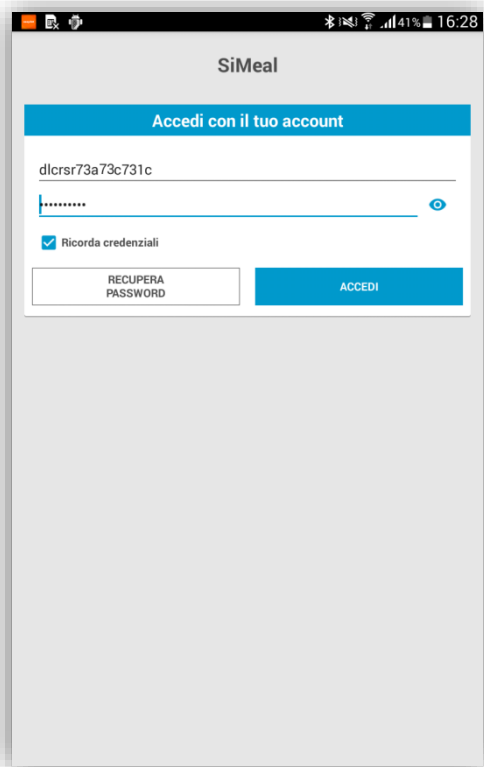 41% 16:28
SiMeal
Accedi con il tuo account
dlcrsr73a73c731c
••••••••••
Ricorda credenziali
RECUPERA
PASSWORD
ACCEDI